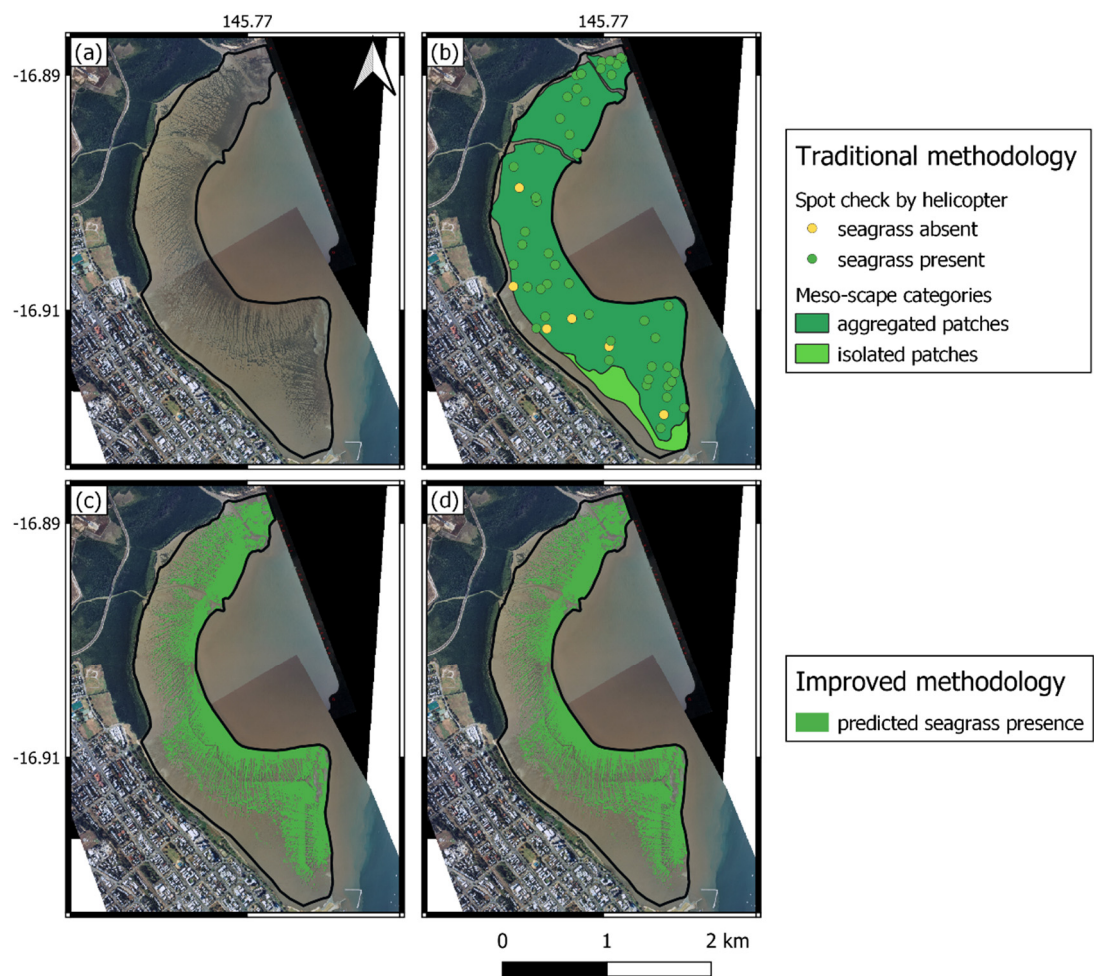 145.77
145.77
(a)
(b)
-16.89
-16.91
Traditional methodology
Spot check by helicopter
seagrass absent
seagrass present
Meso-scape categories
aggregated patches
isolated patches
(c)
(d)
-16.89
-16.91
Improved methodology
predicted seagrass presence
0 1 2 km